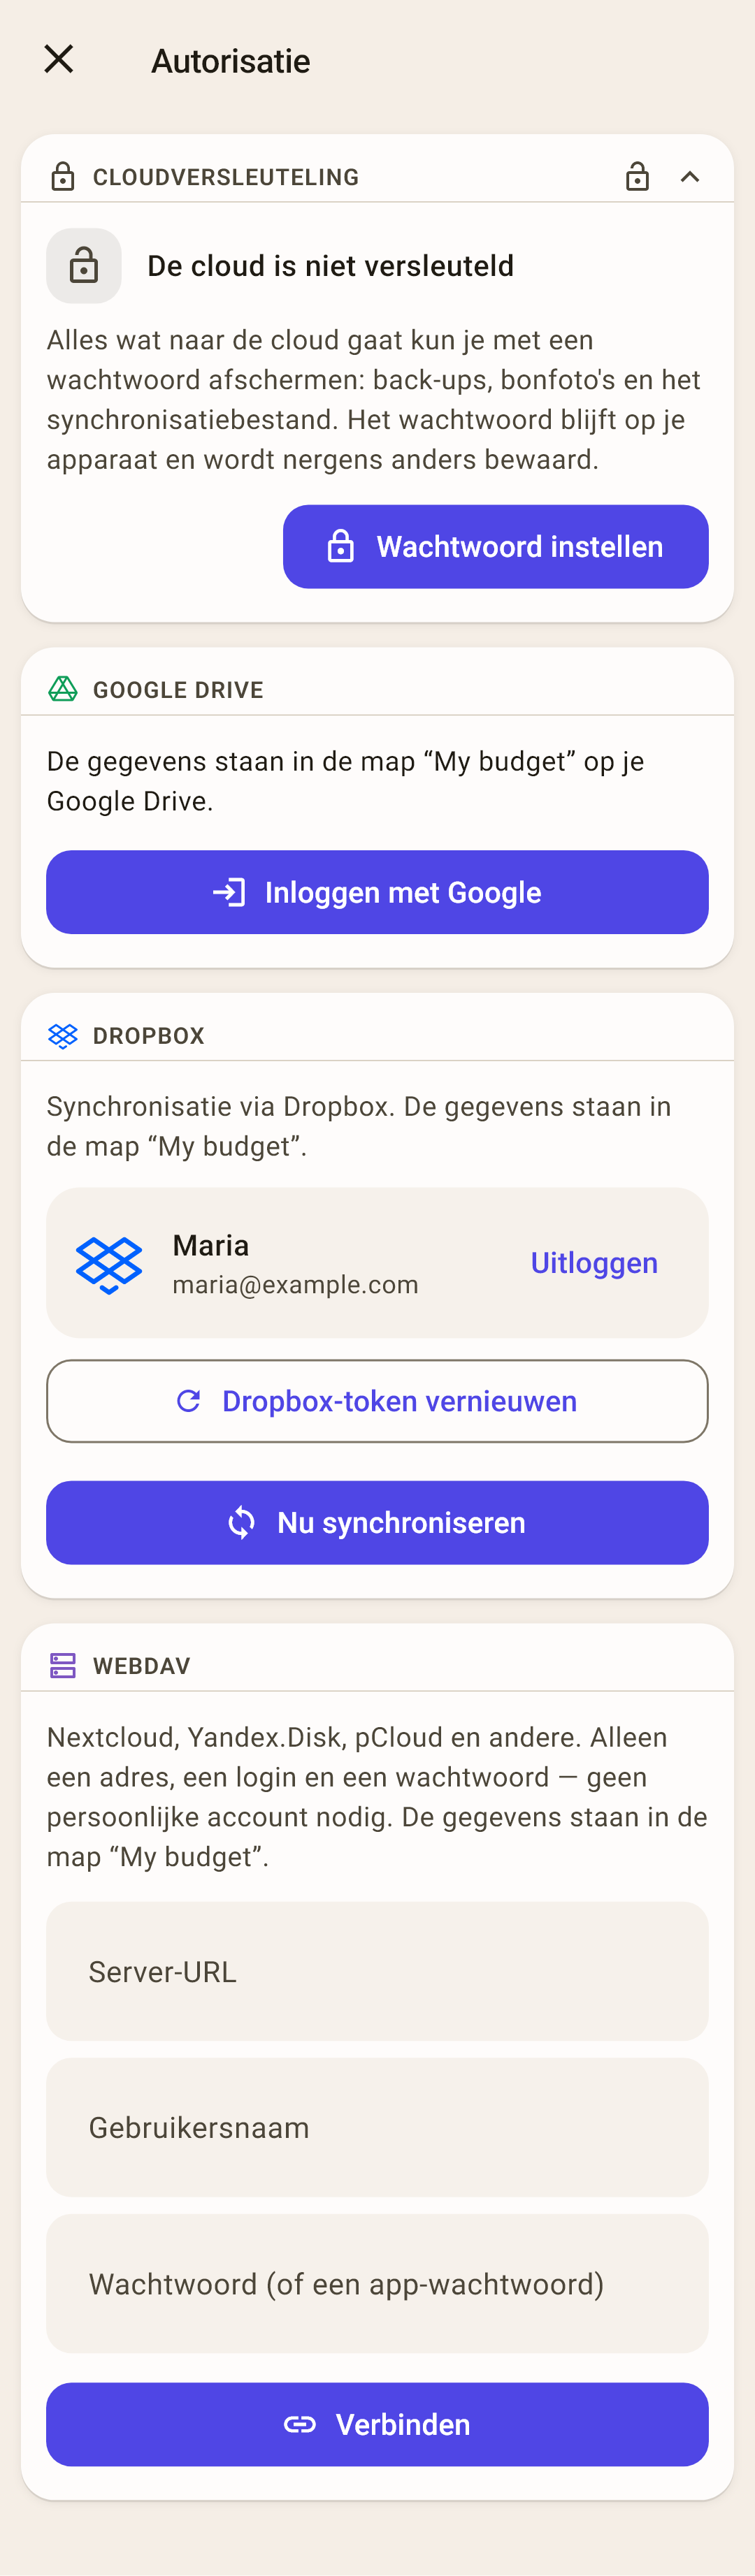 Autorisatie
CLOUDVERSLEUTELING
De cloud is niet versleuteld
Alles wat naar de cloud gaat kun je met een
wachtwoord afschermen: back-ups, bonfoto's en het
synchronisatiebestand. Het wachtwoord blijft op je
apparaat en wordt nergens anders bewaard.
Wachtwoord instellen
GOOGLE DRIVE
De gegevens staan in de map “My budget” op je
Google Drive.
Inloggen met Google
DROPBOX
Synchronisatie via Dropbox. De gegevens staan in
de map “My budget”.
Maria
maria@example.com
Uitloggen
Dropbox-token vernieuwen
Nu synchroniseren
WEBDAV
Nextcloud, Yandex.Disk, pCloud en andere. Alleen
een adres, een login en een wachtwoord — geen
persoonlijke account nodig. De gegevens staan in de
map “My budget”.
Server-URL
Gebruikersnaam
Wachtwoord (of een app-wachtwoord)
Verbinden